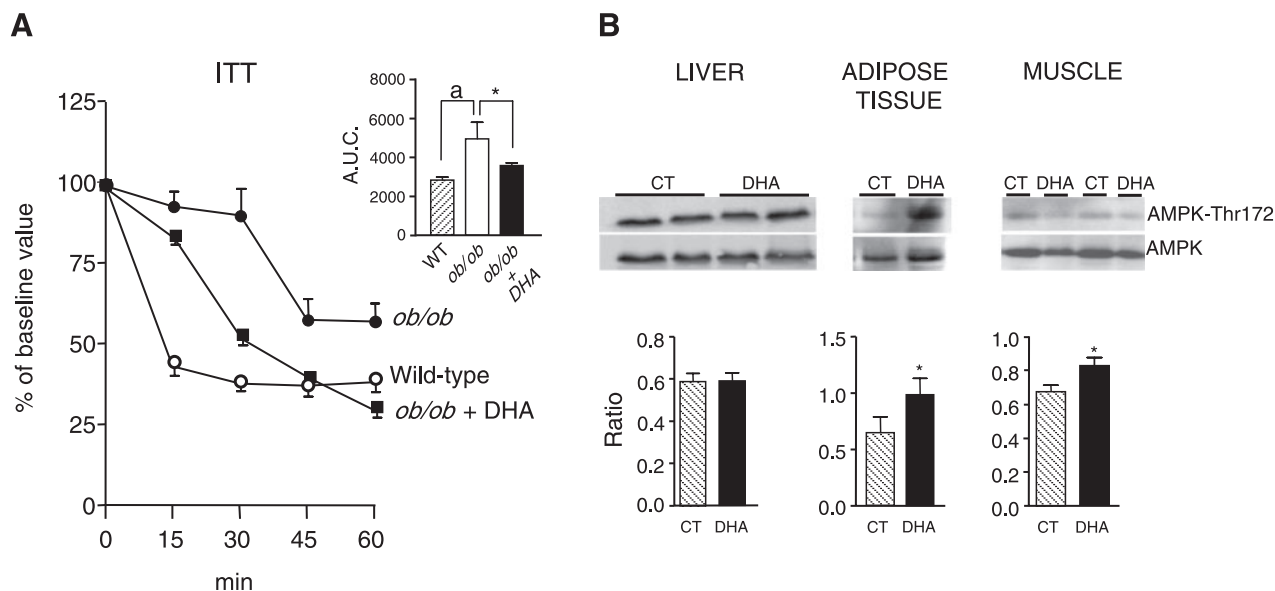 A
ITT
125
100
75
50
25
0
% of baseline value
0 15 30 45 60
min
ob/ob
Wild-type
ob/ob + DHA
8000
6000
4000
2000
0
A.U.C.
a *
WT
ob/ob
ob/ob
+
DHA
B
LIVER
ADIPOSE
TISSUE
MUSCLE
CT DHA
CT DHA
CT DHA CT DHA
AMPK-Thr172
AMPK
Ratio
0.8
0.6
0.4
0.2
0.0
CT DHA
1.5
1.0
0.5
0.0
*
CT DHA
1.0
0.8
0.6
0.4
0.2
0.0
*
CT DHA